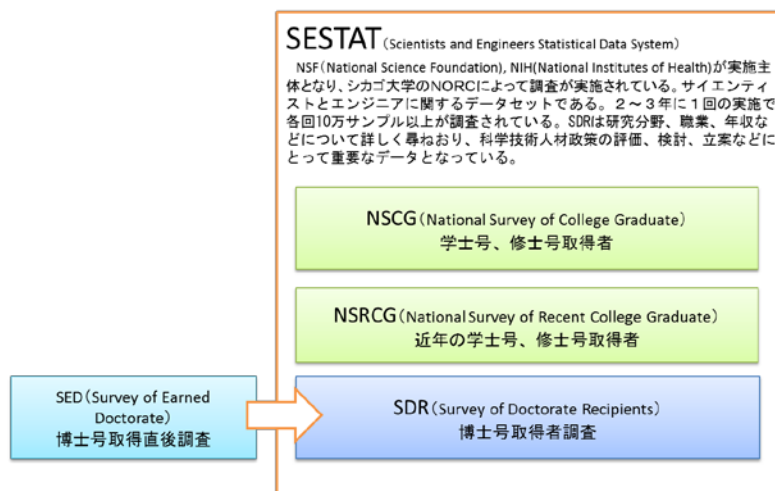 SESTAT(Scientists and Engineers Statistical Data System)
NSF(National Science Foundation), NIH(National Institutes of Health)が実施主
体となり、シカゴ大学のNORCによって調査が実施されている。サイエンティ
ストとエンジニアに関するデータセットである。２～３年に１回の実施で
各回10万サンプル以上が調査されている。SDRは研究分野、職業、年収な
どについて詳しく尋ねおり、科学技術人材政策の評価、検討、立案などに
とって重要なデータとなっている。
NSCG(National Survey of College Graduate)
学士号、修士号取得者
NSRCG(National Survey of Recent College Graduate)
近年の学士号、修士号取得者
SED(Survey of Earned
Doctorate)
博士号取得直後調査
SDR(Survey of Doctorate Recipients)
博士号取得者調査